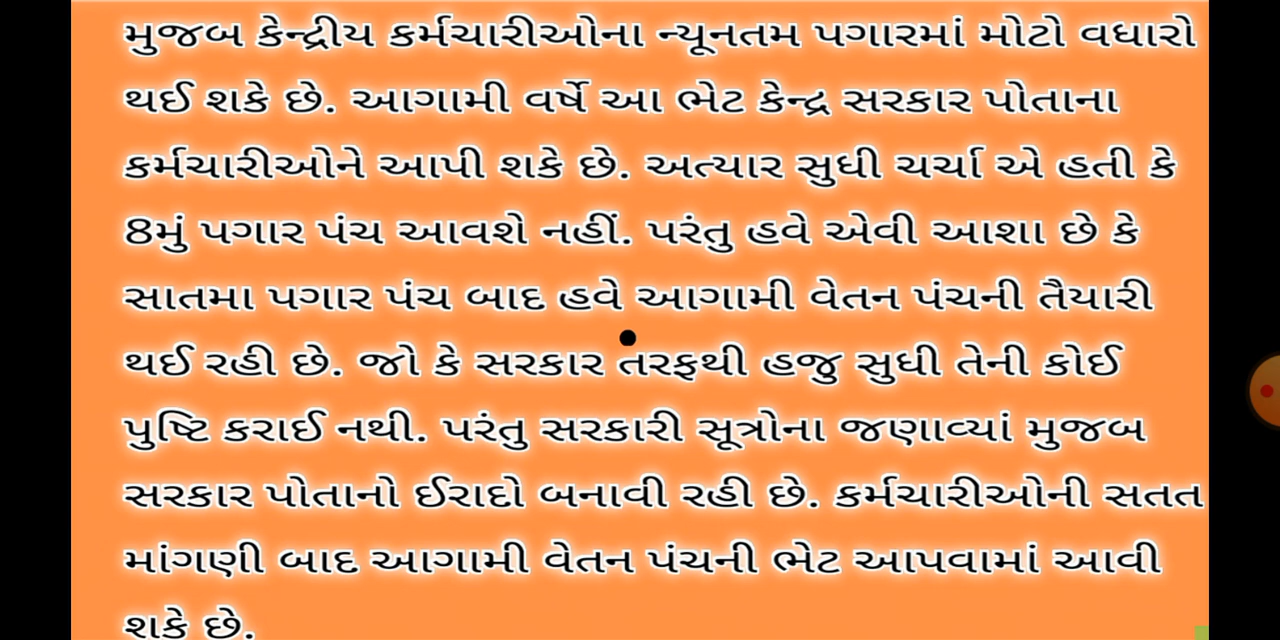 મુજબ કેન્દ્રીય કર્મચારીઓના ન્યૂનતમ પગારમાં મોટો વધારો
થઈ શકે છે. આગામી વર્ષે આ ભેટ કેન્દ્ર સરકાર પોતાના
કર્મચારીઓને આપી શકે છે. અત્યાર સુધી ચર્ચા એ હતી કે
8મું પગાર પંચ આવશે નહીં. પરંતુ હવે એવી આશા છે કે
સાતમા પગાર પંચ બાદ હવે આગામી વેતન પંચની તૈયારી
થઈ રહી છે. જો કે સરકાર તરફથી હજુ સુધી તેની કોઈ
પુષ્ટિ કરાઈ નથી. પરંતુ સરકારી સૂત્રોના જણાવ્યાં મુજબ
સરકાર પોતાનો ઈરાદો બનાવી રહી છે. કર્મચારીઓની સતત
માંગણી બાદ આગામી વેતન પંચની ભેટ આપવામાં આવી
શકે છે.